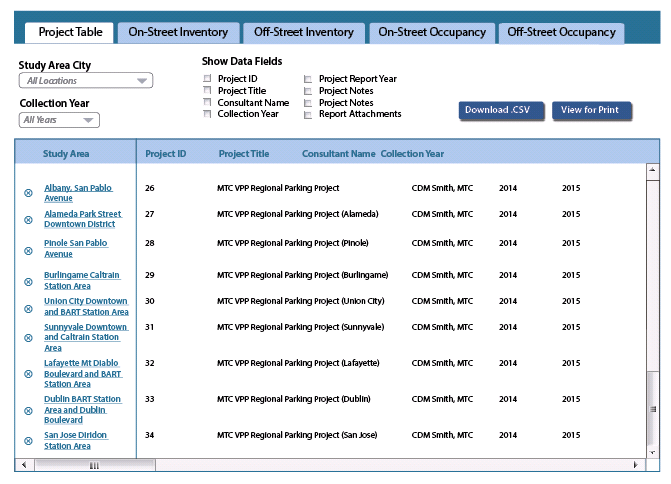 Project Table
On-Street Inventory
Off-Street Inventory
On-Street Occupancy
Off-Street Occupancy
Study Area City
All Locations
Collection Year
All Years
Show Data Fields
Project ID
Project Title
Consultant Name
Collection Year
Project Report Year
Project Notes
Project Notes
Report Attachments
Download .CSV
View for Print
Study Area Project ID Project Title Consultant Name Collection Year
Albany, San Pablo 26 MTC VPP Regional Parking Project CDM Smith, MTC 2014 2015
Avenue
Alameda Park Street 27 MTC VPP Regional Parking Project (Alameda) CDM Smith, MTC 2014 2015
Downtown District
Pinole San Pablo 28 MTC VPP Regional Parking Project (Pinole) CDM Smith, MTC 2014 2015
Avenue
Burlingame Caltrain 29 MTC VPP Regional Parking Project (Burlingame) CDM Smith, MTC 2014 2015
Station Area
Union City Downtown 30 MTC VPP Regional Parking Project (Union City) CDM Smith, MTC 2014 2015
and BART Station Area
Sunnyvale Downtown 31 MTC VPP Regional Parking Project (Sunnyvale) CDM Smith, MTC 2014 2015
and Caltrain Station
Area
Lafayette Mt Diablo 32 MTC VPP Regional Parking Project (Lafayette) CDM Smith, MTC 2014 2015
Boulevard and BART
Station Area
Dublin BART Station 33 MTC VPP Regional Parking Project (Dublin) CDM Smith, MTC 2014 2015
Area and Dublin
Boulevard
San Jose Diridon 34 MTC VPP Regional Parking Project (San Jose) CDM Smith, MTC 2014 2015
Station Area